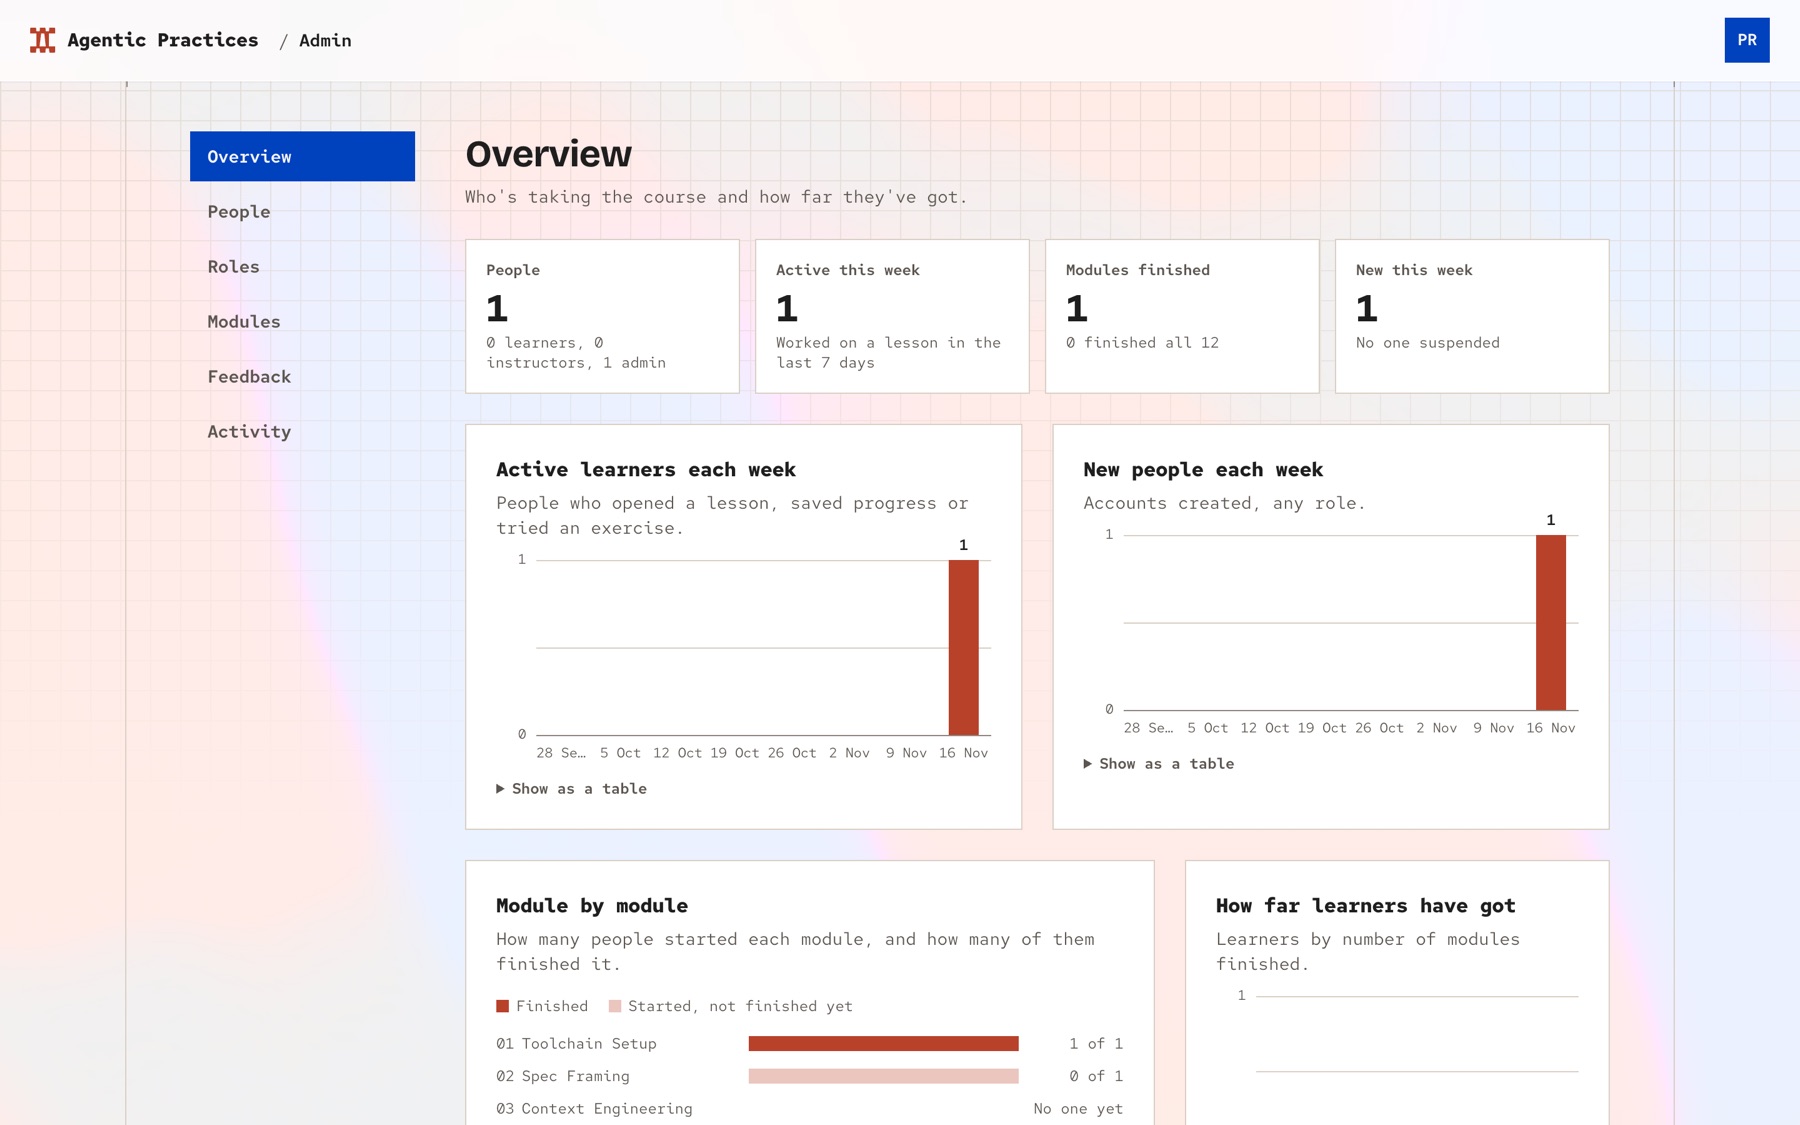 Agentic Practices / Admin
PR
Overview
People
Roles
Modules
Feedback
Activity
Overview
Who's taking the course and how far they've got.
People
1
0 learners, 0
instructors, 1 admin
Active this week
1
Worked on a lesson in the
last 7 days
Modules finished
1
0 finished all 12
New this week
1
No one suspended
Active learners each week
People who opened a lesson, saved progress or
tried an exercise.
1
1
0
28 Se… 5 Oct 12 Oct 19 Oct 26 Oct 2 Nov 9 Nov 16 Nov
Show as a table
New people each week
Accounts created, any role.
1
1
0
28 Se… 5 Oct 12 Oct 19 Oct 26 Oct 2 Nov 9 Nov 16 Nov
Show as a table
Module by module
How many people started each module, and how many of them
finished it.
Finished Started, not finished yet
01 Toolchain Setup 1 of 1
02 Spec Framing 0 of 1
03 Context Engineering No one yet
How far learners have got
Learners by number of modules
finished.
1